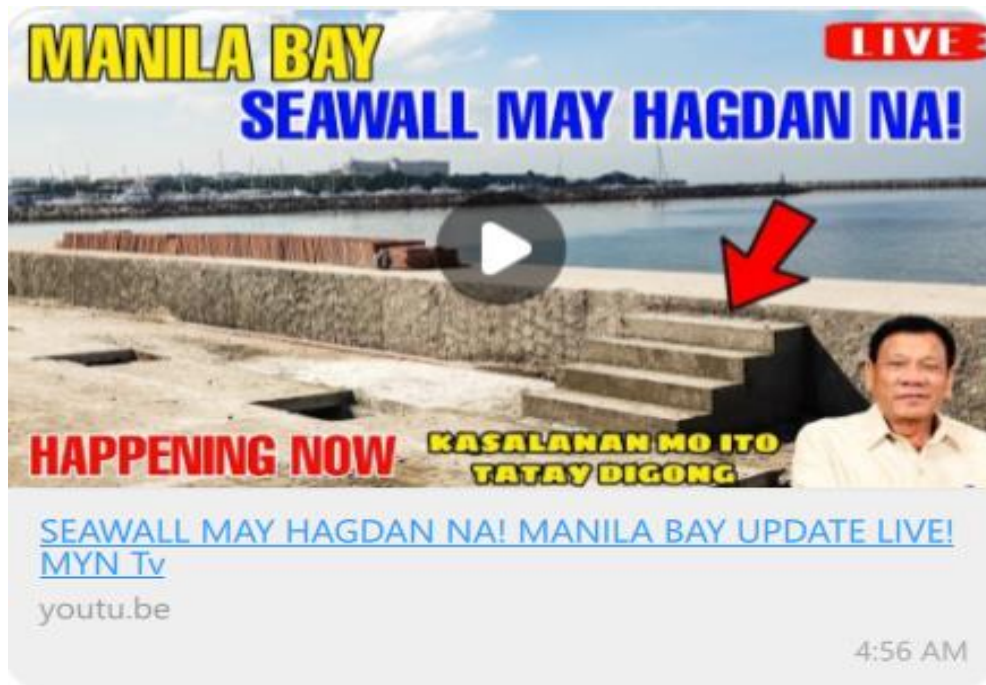 MANILA BAY
LIVE
SEAWALL MAY HAGDAN NA!
HAPPENING NOW
KASALANAN MO ITO
TATAY DIGONG
SEAWALL MAY HAGDAN NA! MANILA BAY UPDATE LIVE!
MYN Tv
youtu.be
4:56 AM